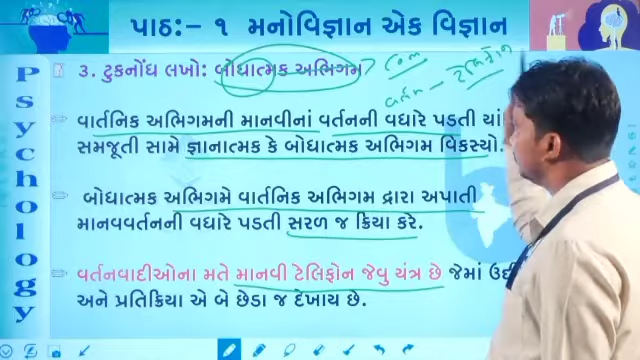 પાઠ:- ૧ મનોવિજ્ઞાન એક વિજ્ઞાન
Psychology
3. ટુકનોંધ લખો: બોધાત્મક અભિગમ
વાર્તનિક અભિગમની માનવીનાં વર્તનની વધારે પડતી યાં
સમજૂતી સામે જ્ઞાનાત્મક કે બોધાત્મક અભિગમ વિકસ્યો.
બોધાત્મક અભિગમે વાર્તનિક અભિગમ દ્રારા અપાતી
માનવવર્તનની વધારે પડતી સરળ જ ક્રિયા કરે.
વર્તનવાદીઓના મતે માનવી ટેલિફોન જેવુ યંત્ર છે જેમાં ઉદ્દી
અને પ્રતિક્રિયા એ બે છેડા જ દેખાય છે.